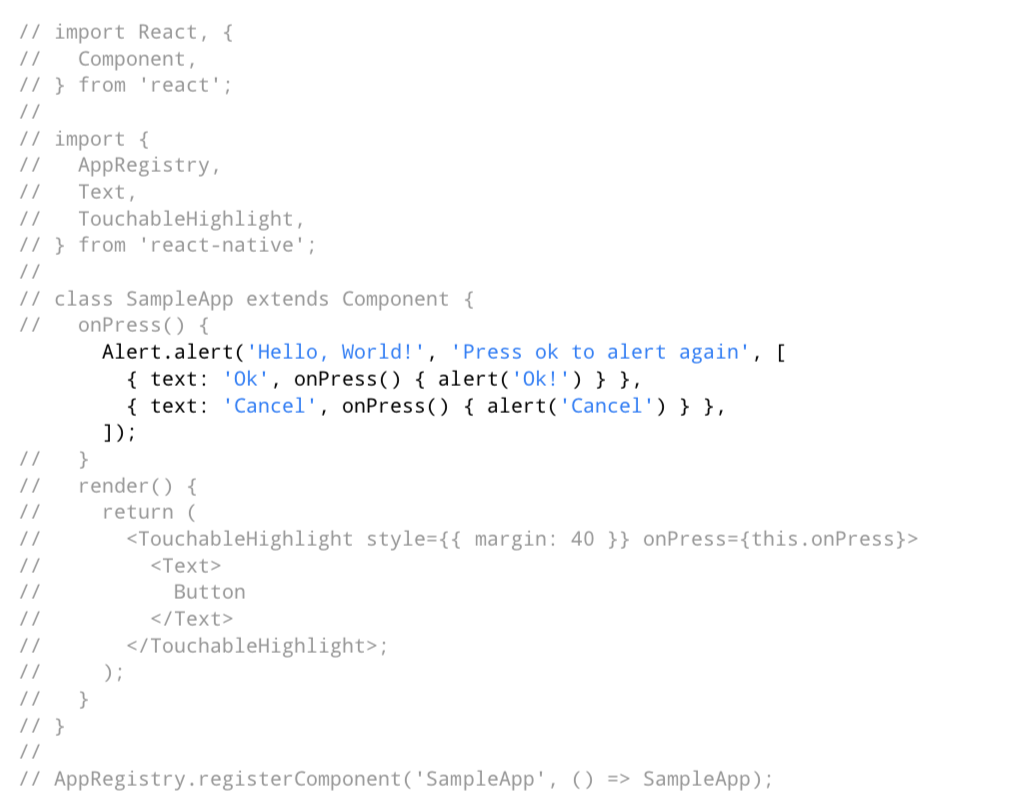 // import React, {
//   Component,
// } from 'react';
//
// import {
//   AppRegistry,
//   Text,
//   TouchableHighlight,
// } from 'react-native';
//
// class SampleApp extends Component {
//   onPress() {
       Alert.alert('Hello, World!', 'Press ok to alert again', [
         { text: 'Ok', onPress() { alert('Ok!') } },
         { text: 'Cancel', onPress() { alert('Cancel') } },
       ]);
//   }
//   render() {
//     return (
//       <TouchableHighlight style={{ margin: 40 }} onPress={this.onPress}>
//         <Text>
//           Button
//         </Text>
//       </TouchableHighlight>;
//     );
//   }
// }
//
// AppRegistry.registerComponent('SampleApp', () => SampleApp);